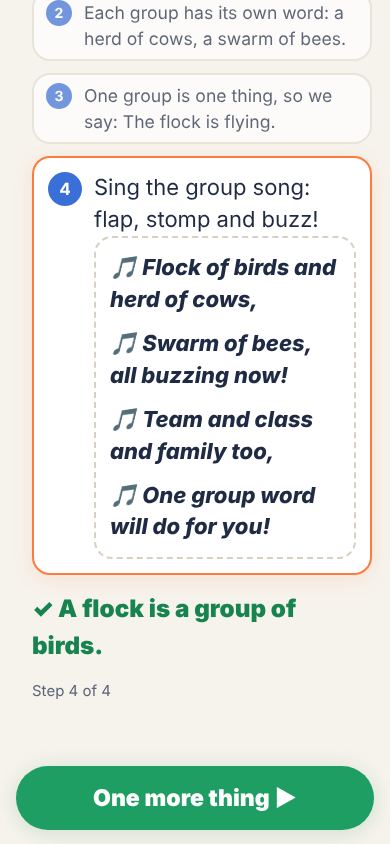 2 Each group has its own word: a
herd of cows, a swarm of bees.
3 One group is one thing, so we
say: The flock is flying.
4 Sing the group song:
flap, stomp and buzz!
🎵 Flock of birds and
herd of cows,
🎵 Swarm of bees,
all buzzing now!
🎵 Team and class
and family too,
🎵 One group word
will do for you!
✓ A flock is a group of
birds.
Step 4 of 4
One more thing ▶